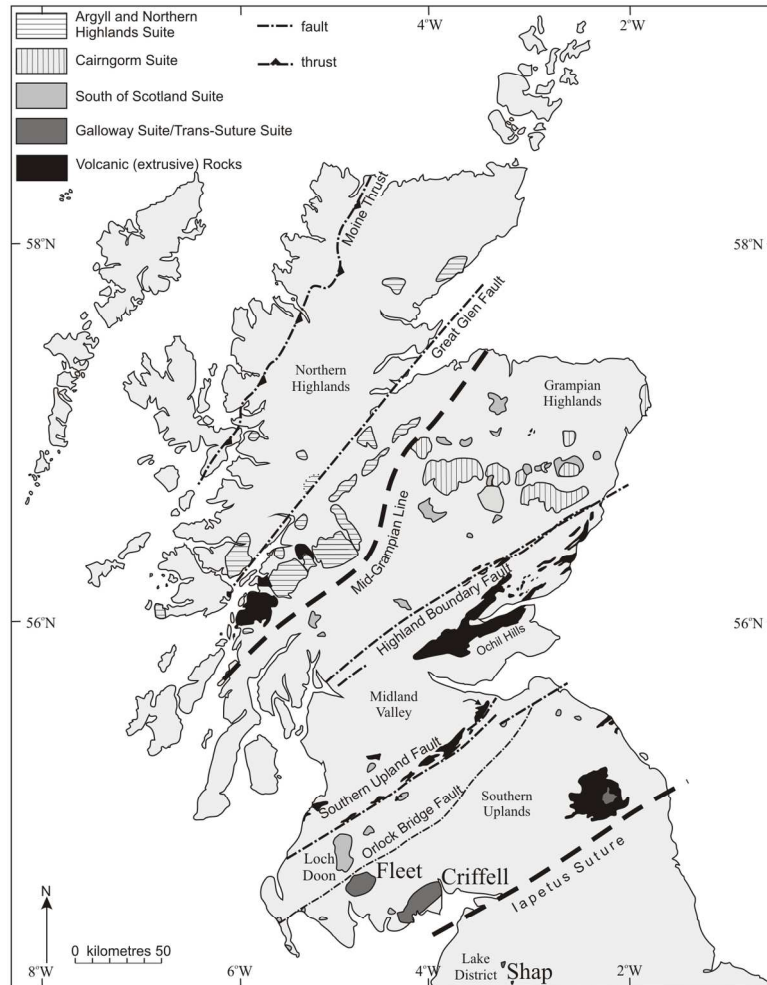 Argyll and Northern
Highlands Suite
Cairngorm Suite
South of Scotland Suite
Galloway Suite/Trans-Suture Suite
Volcanic (extrusive) Rocks
fault
thrust
4°W
2°W
58°N
58°N
Moine Thrust
Great Glen Fault
Northern
Highlands
Grampian
Highlands
Mid-Grampian Line
Highland Boundary Fault
56°N
56°N
Ochil Hills
Midland
Valley
Southern Upland Fault
Orlock Bridge Fault
Southern
Uplands
Loch
Doon
Fleet
Criffell
Iapetus Suture
N
0 kilometres 50
Lake
District
Shap
8°W
6°W
4°W
2°W